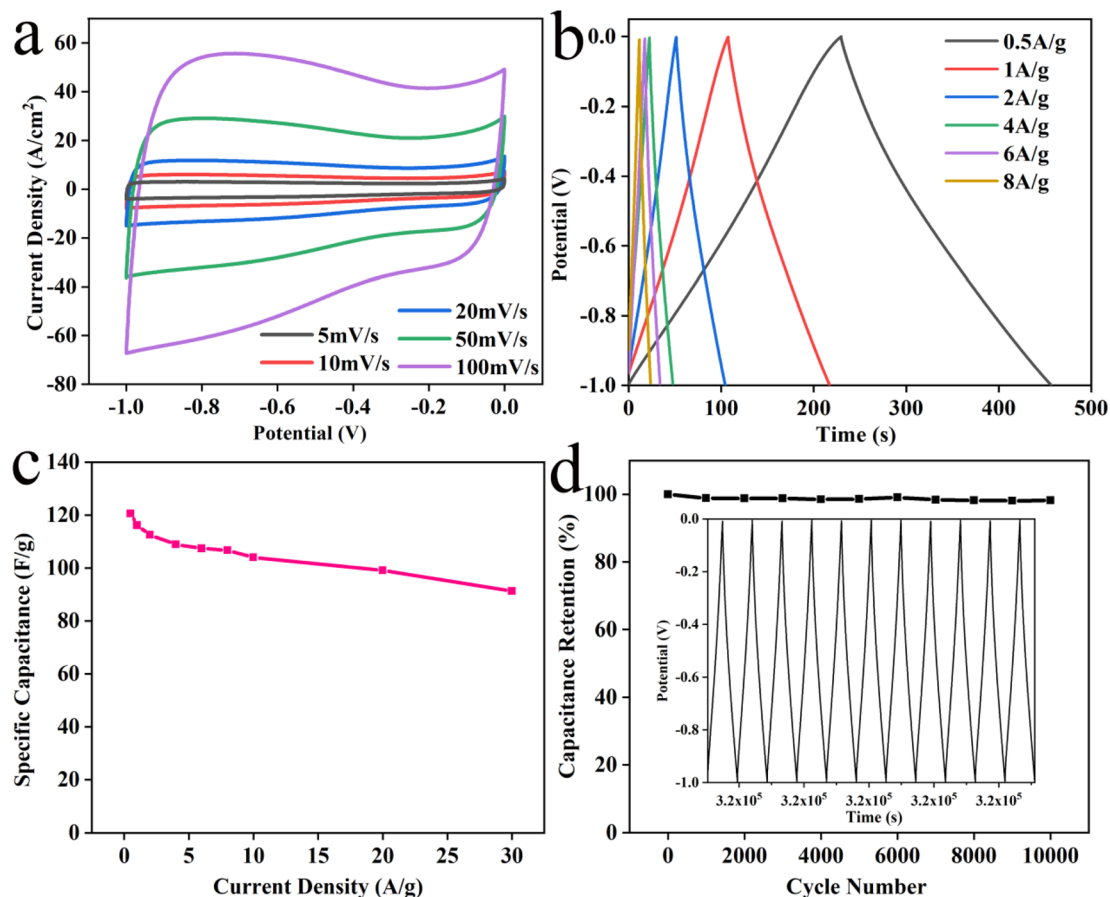 a
60
40
20
0
-20
-40
-60
-80
-1.0
-0.8
-0.6
-0.4
-0.2
0.0
Current Density (A/cm²)
Potential (V)
5mV/s
10mV/s
20mV/s
50mV/s
100mV/s
b
0.0
-0.2
-0.4
-0.6
-0.8
-1.0
0
100
200
300
400
500
Potential (V)
Time (s)
0.5A/g
1A/g
2A/g
4A/g
6A/g
8A/g
c
140
120
100
80
60
40
20
0
0
5
10
15
20
25
30
Specific Capacitance (F/g)
Current Density (A/g)
d
100
80
60
40
20
0
0
2000
4000
6000
8000
10000
Capacitance Retention (%)
Cycle Number
0.0
-0.2
-0.4
-0.6
-0.8
-1.0
3.2x10⁵
3.2x10⁵
3.2x10⁵
3.2x10⁵
3.2x10⁵
Potential (V)
Time (s)